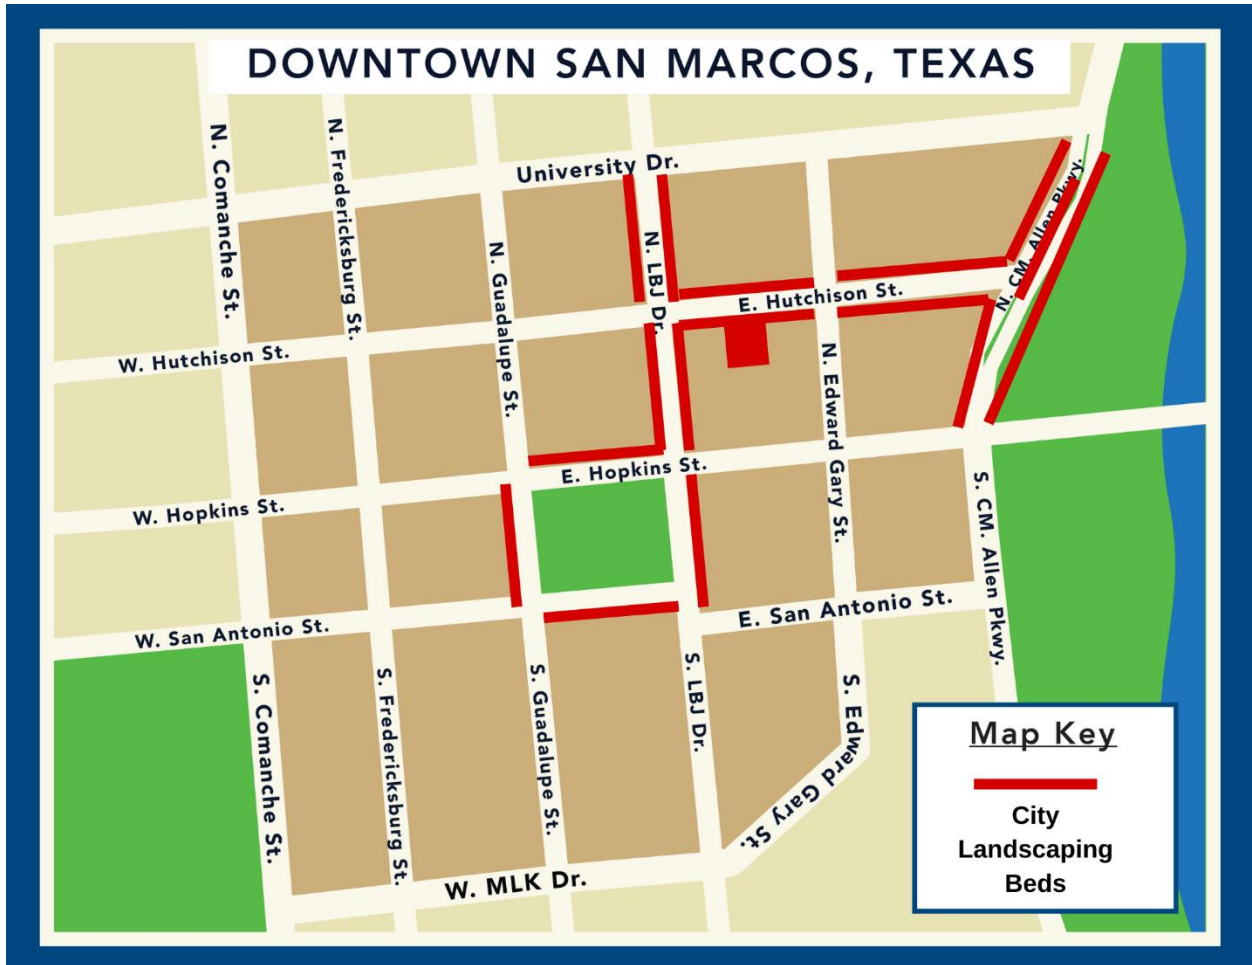 DOWNTOWN SAN MARCOS, TEXAS
N. Comanche St.
N. Fredericksburg St.
University Dr.
N. CM. Allen Pkwy.
N. Guadalupe St.
N. LBJ Dr.
E. Hutchison St.
W. Hutchison St.
N. Edward Gary St.
E. Hopkins St.
W. Hopkins St.
S. CM. Allen Pkwy.
E. San Antonio St.
W. San Antonio St.
S. Comanche St.
S. Fredericksburg St.
S. Guadalupe St.
S. LBJ Dr.
S. Edward Gary St.
W. MLK Dr.
Map Key
City
Landscaping
Beds